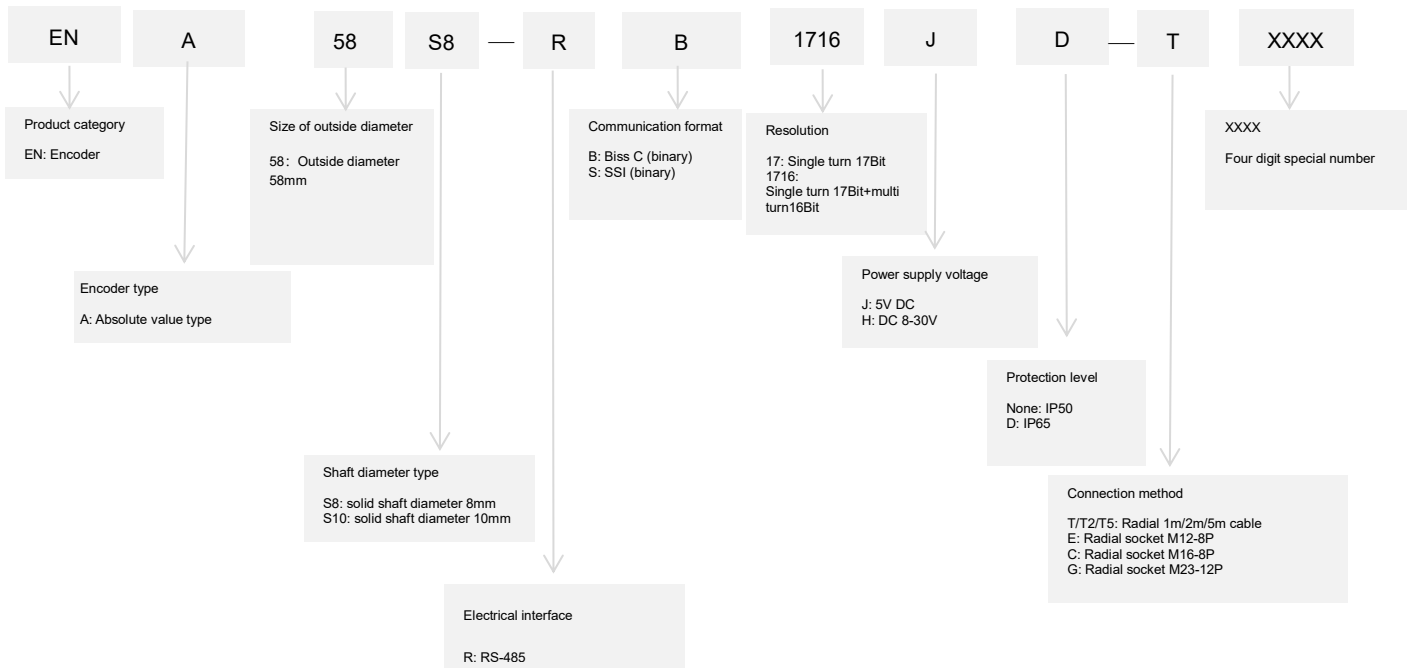 EN A 58 S8 — R B 1716 J D — T XXXX
Product category
EN: Encoder
Size of outside diameter
58： Outside diameter
58mm
Communication format
B: Biss C (binary)
S: SSI (binary)
Resolution
17: Single turn 17Bit
1716:
Single turn 17Bit+multi
turn16Bit
XXXX
Four digit special number
Encoder type
A: Absolute value type
Power supply voltage
J: 5V DC
H: DC 8-30V
Protection level
None: IP50
D: IP65
Shaft diameter type
S8: solid shaft diameter 8mm
S10: solid shaft diameter 10mm
Connection method
T/T2/T5: Radial 1m/2m/5m cable
E: Radial socket M12-8P
C: Radial socket M16-8P
G: Radial socket M23-12P
Electrical interface
R: RS-485